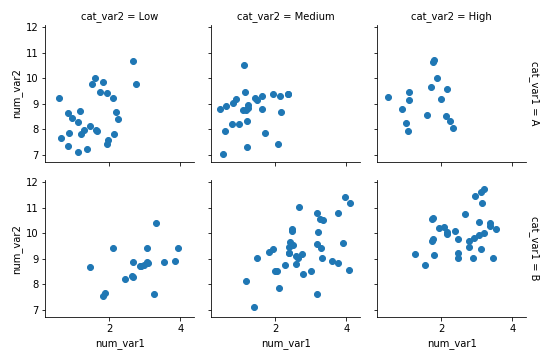 cat_var2 = Low
cat_var2 = Medium
cat_var2 = High
12
11
10
9
8
7
num_var2
cat_var1 = A
12
11
10
9
8
7
num_var2
cat_var1 = B
2
4
2
4
2
4
num_var1
num_var1
num_var1